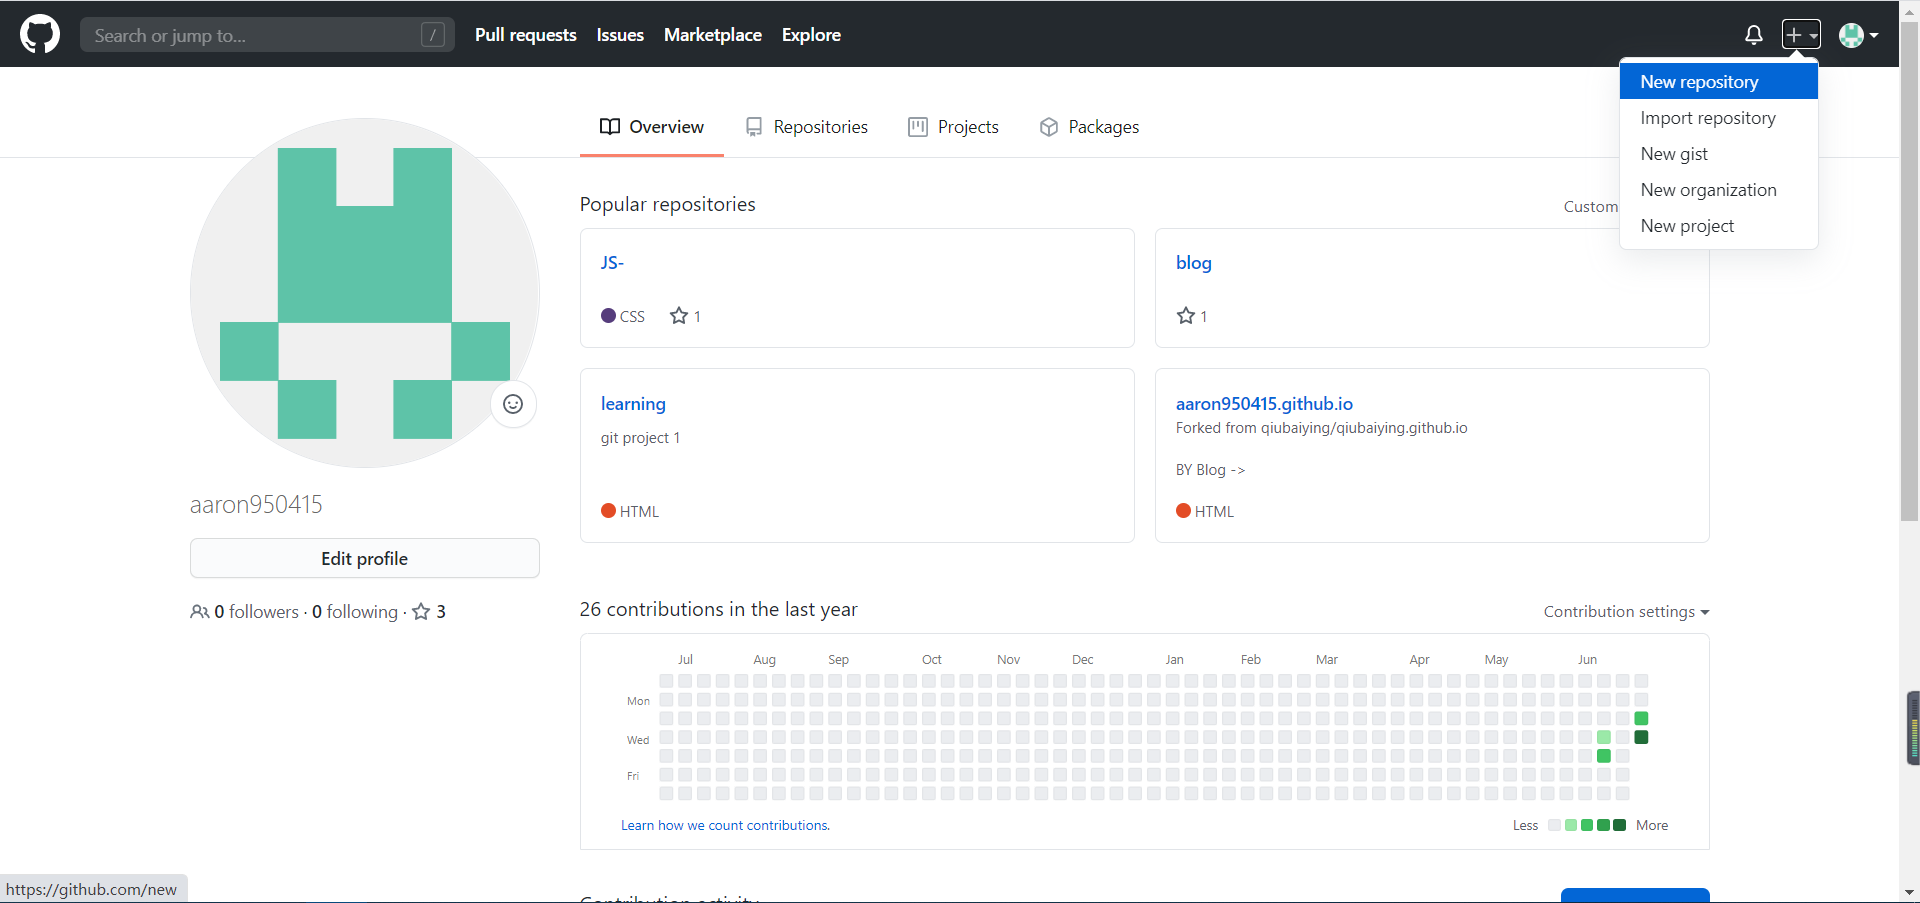 Search or jump to... /
Pull requests Issues Marketplace Explore
New repository
Import repository
New gist
New organization
New project
Overview Repositories Projects Packages
Popular repositories
Custom
JS-
CSS 1
blog
1
learning
git project 1
HTML
aaron950415.github.io
Forked from qiubaiying/qiubaiying.github.io
BY Blog ->
HTML
aaron950415
Edit profile
0 followers · 0 following · 3
26 contributions in the last year
Contribution settings
Jul Aug Sep Oct Nov Dec Jan Feb Mar Apr May Jun
Mon
Wed
Fri
Learn how we count contributions.
Less More
Contribution activity
https://github.com/new